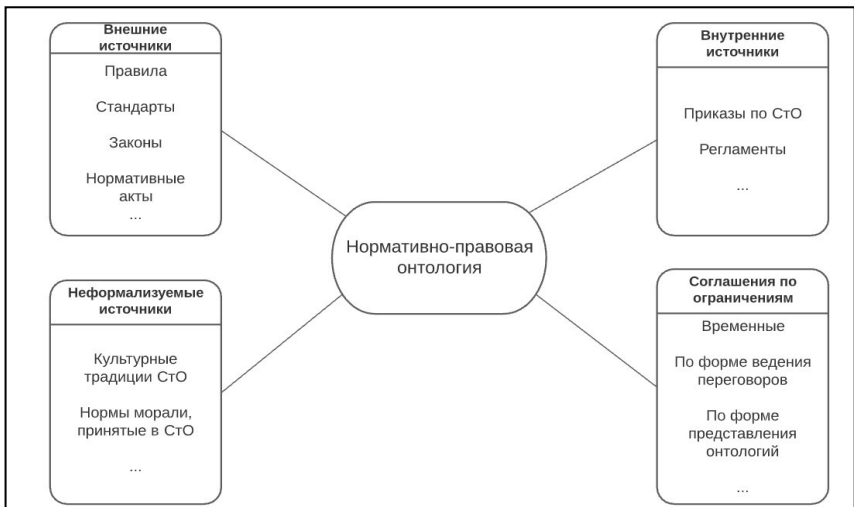 Внешние
источники
Правила
Стандарты
Законы
Нормативные
акты
...
Внутренние
источники
Приказы по СтО
Регламенты
...
Нормативно-правовая
онтология
Неформализуемые
источники
Культурные
традиции СтО
Нормы морали,
принятые в СтО
...
Соглашения по
ограничениям
Временные
По форме ведения
переговоров
По форме
представления
онтологий
...